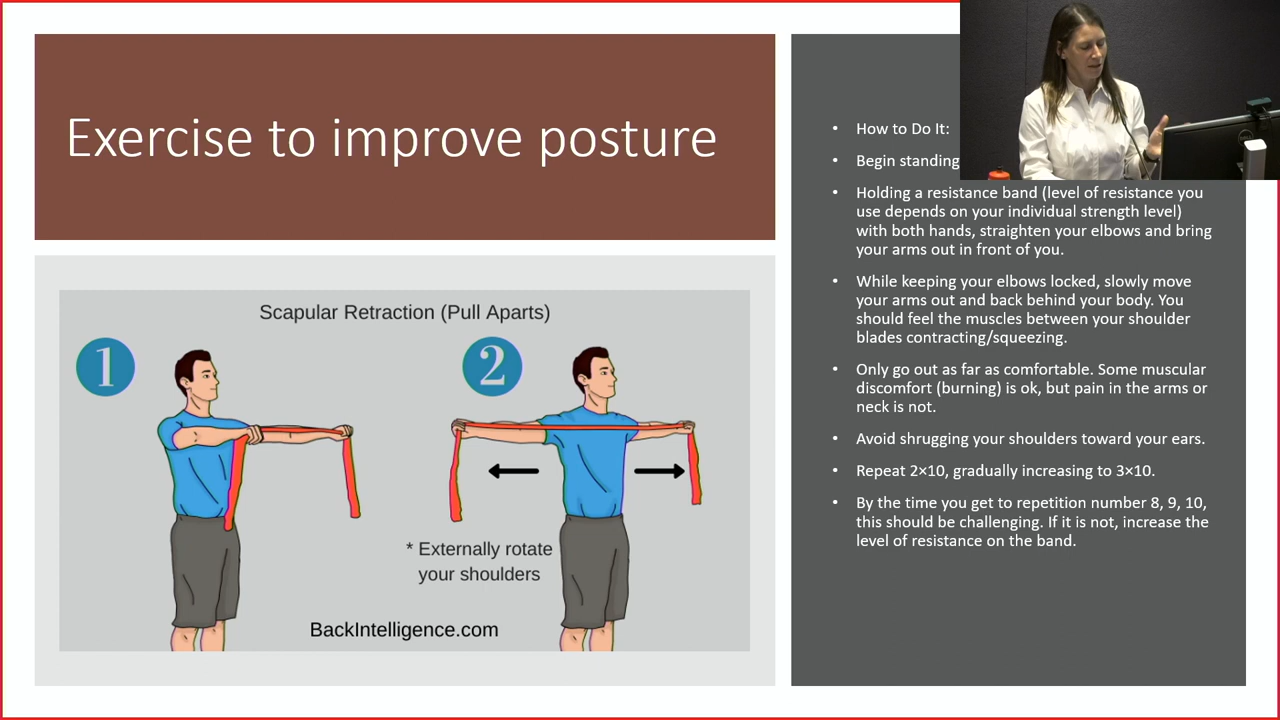 Exercise to improve posture
Scapular Retraction (Pull Aparts)
1
2
* Externally rotate
your shoulders
BackIntelligence.com
• How to Do It:
• Begin standing
• Holding a resistance band (level of resistance you
use depends on your individual strength level)
with both hands, straighten your elbows and bring
your arms out in front of you.
• While keeping your elbows locked, slowly move
your arms out and back behind your body. You
should feel the muscles between your shoulder
blades contracting/squeezing.
• Only go out as far as comfortable. Some muscular
discomfort (burning) is ok, but pain in the arms or
neck is not.
• Avoid shrugging your shoulders toward your ears.
• Repeat 2×10, gradually increasing to 3×10.
• By the time you get to repetition number 8, 9, 10,
this should be challenging. If it is not, increase the
level of resistance on the band.